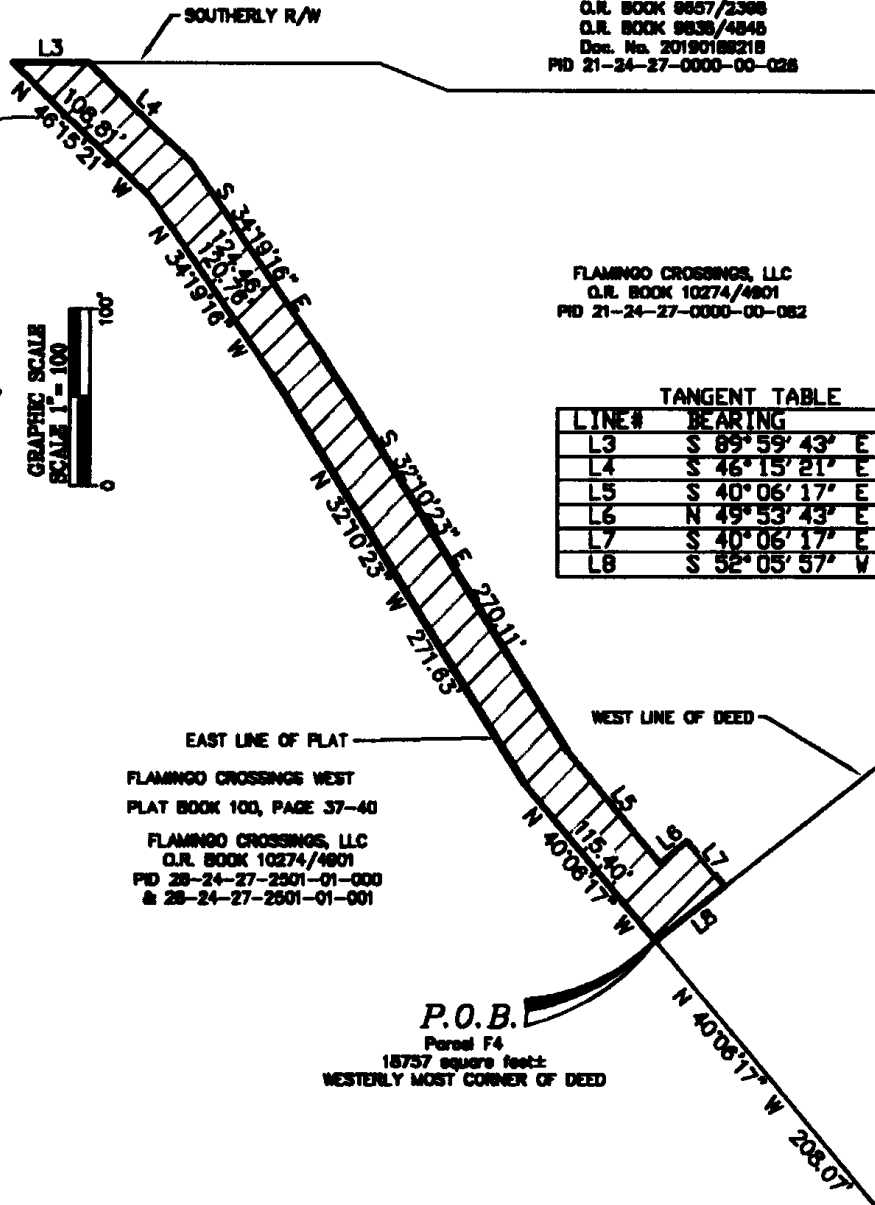 SOUTHERLY R/W
O.R. BOOK 9557/2398
O.R. BOOK 9838/4848
Doc. No. 20190189218
PID 21-24-27-0000-00-026
L3
L4
108.81'
N 46°15'21" W
S 34°19'16" E
124.46'
120.76'
N 34°19'16" W
FLAMINGO CROSSINGS, LLC
O.R. BOOK 10274/4901
PID 21-24-27-0000-00-062
GRAPHIC SCALE
SCALE 1" = 100
0
100'
TANGENT TABLE
LINE# BEARING
L3 S 89°59'43" E
L4 S 46°15'21" E
L5 S 40°06'17" E
L6 N 49°53'43" E
L7 S 40°06'17" E
L8 S 52°05'57" W
S 32°10'23" E
270.11'
N 32°10'23" W
271.63'
EAST LINE OF PLAT
WEST LINE OF DEED
FLAMINGO CROSSINGS WEST
PLAT BOOK 100, PAGE 37-40
FLAMINGO CROSSINGS, LLC
O.R. BOOK 10274/4901
PID 28-24-27-2501-01-000
& 28-24-27-2501-01-001
L5
L6
L7
L8
115.40'
N 40°06'17" W
P.O.B.
Parcel F4
18757 square feet±
WESTERLY MOST CORNER OF DEED
N 40°06'17" W 208.07'